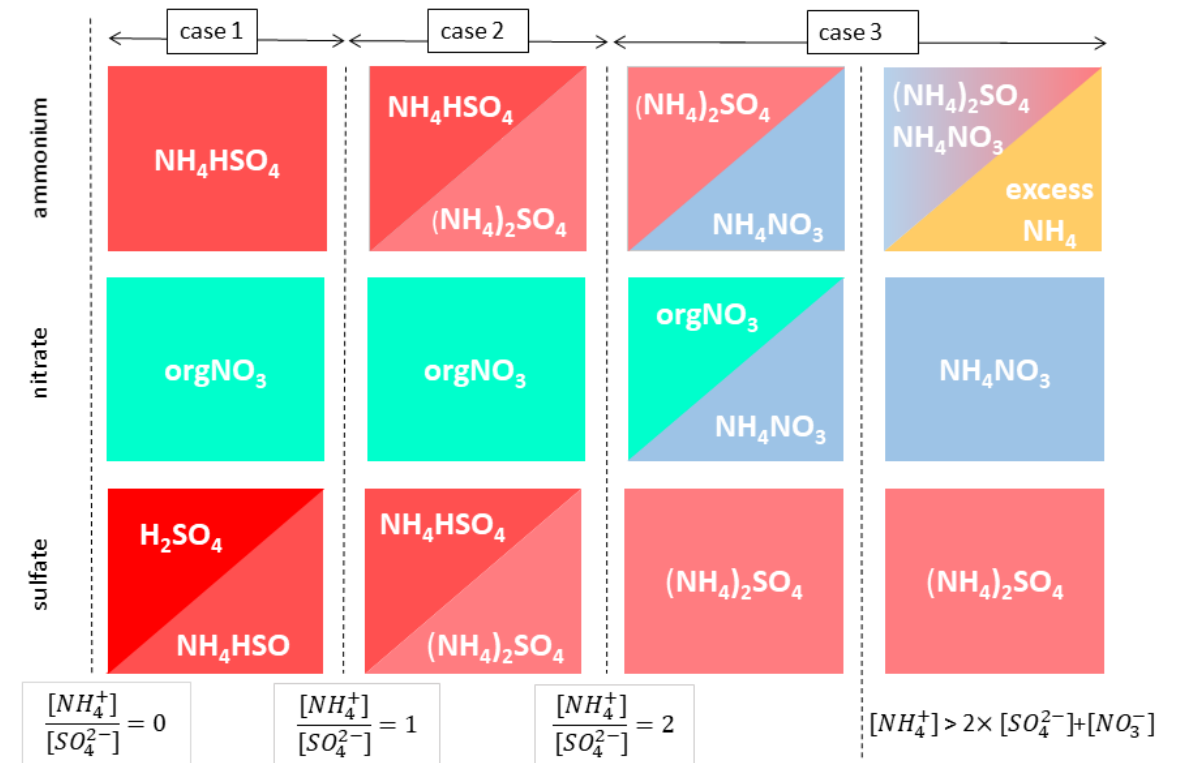 case 1
case 2
case 3
ammonium
NH₄HSO₄
NH₄HSO₄
(NH₄)₂SO₄
(NH₄)₂SO₄
NH₄NO₃
(NH₄)₂SO₄
NH₄NO₃
excess
NH₄
nitrate
orgNO₃
orgNO₃
orgNO₃
NH₄NO₃
NH₄NO₃
sulfate
H₂SO₄
NH₄HSO
NH₄HSO₄
(NH₄)₂SO₄
(NH₄)₂SO₄
(NH₄)₂SO₄
[NH₄⁺]/[SO₄²⁻] = 0
[NH₄⁺]/[SO₄²⁻] = 1
[NH₄⁺]/[SO₄²⁻] = 2
[NH₄⁺] > 2× [SO₄²⁻]+[NO₃⁻]